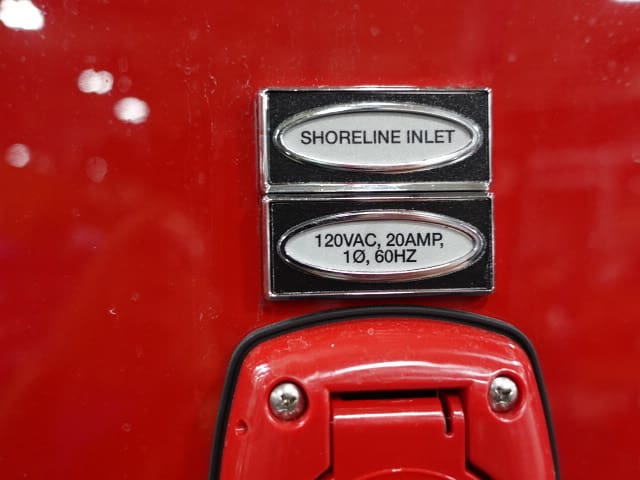 SHORELINE INLET
120VAC, 20AMP,
1Ø, 60HZ